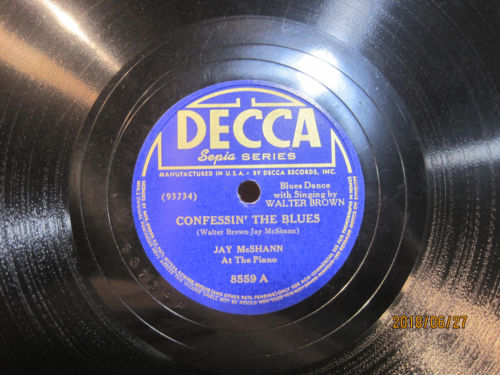 DECCA
Sepia SERIES
MANUFACTURED IN U.S.A. • BY DECCA RECORDS, INC.
(93734)
Blues Dance
with Singing by
WALTER BROWN
CONFESSIN' THE BLUES
(Walter Brown-Jay McShann)
JAY McSHANN
At The Piano
8559 A
2018/06/27